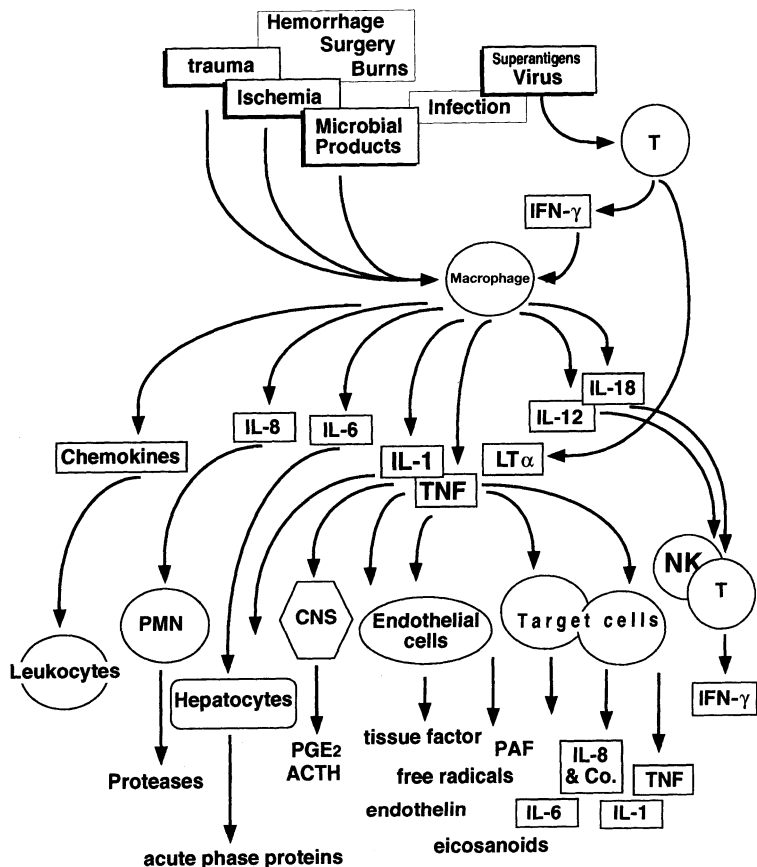 Hemorrhage
Surgery
Burns
trauma
Ischemia
Microbial
Products
Infection
Superantigens
Virus
T
IFN-γ
Macrophage
Chemokines
IL-8
IL-6
IL-1
TNF
LTα
IL-12
IL-18
Leukocytes
PMN
Hepatocytes
CNS
Endothelial
cells
Target cells
NK
T
IFN-γ
Proteases
acute phase proteins
PGE2
ACTH
tissue factor
PAF
free radicals
endothelin
eicosanoids
IL-6
IL-8
& Co.
IL-1
TNF